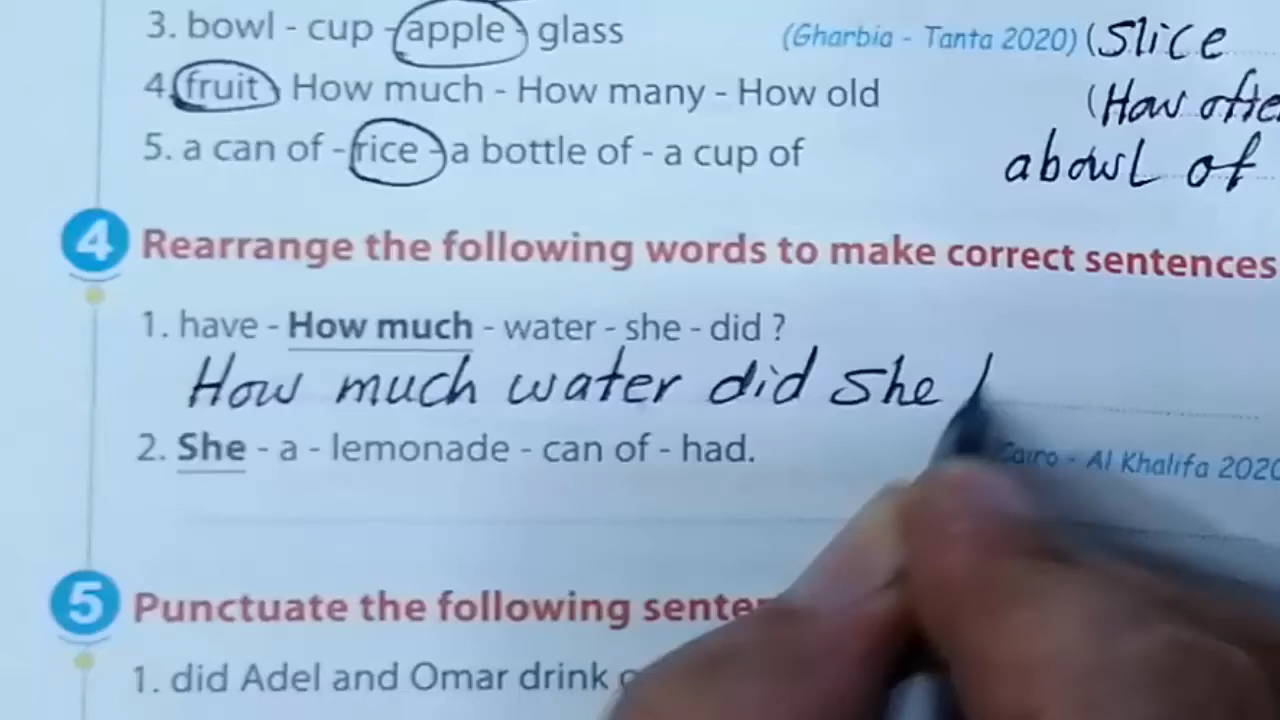 3. bowl - cup - apple - glass (Gharbia - Tanta 2020) (Slice
4. fruit - How much - How many - How old (How ofte
5. a can of - rice - a bottle of - a cup of abowl of
4 Rearrange the following words to make correct sentences
1. have - How much - water - she - did ?
How much water did She
2. She - a - lemonade - can of - had. Cairo - Al Khalifa 2020
5 Punctuate the following
1. did Adel and Omar drink